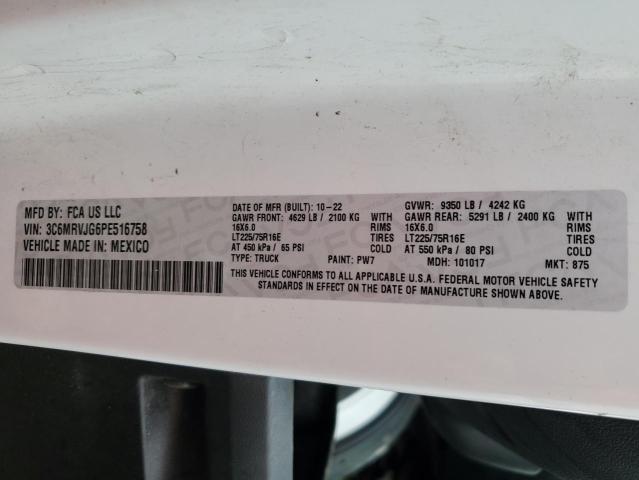 MFD BY: FCA US LLC
VIN: 3C6MRVJG6PE516758
VEHICLE MADE IN: MEXICO
DATE OF MFR (BUILT): 10-22 GVWR: 9350 LB / 4242 KG
GAWR FRONT: 4629 LB / 2100 KG WITH GAWR REAR: 5291 LB / 2400 KG WITH
16X6.0 RIMS 16X6.0 RIMS
LT225/75R16E TIRES LT225/75R16E TIRES
AT 450 kPa / 65 PSI COLD AT 550 kPa / 80 PSI COLD
TYPE: TRUCK PAINT: PW7 MDH: 101017 MKT: 875
THIS VEHICLE CONFORMS TO ALL APPLICABLE U.S.A. FEDERAL MOTOR VEHICLE SAFETY
STANDARDS IN EFFECT ON THE DATE OF MANUFACTURE SHOWN ABOVE.